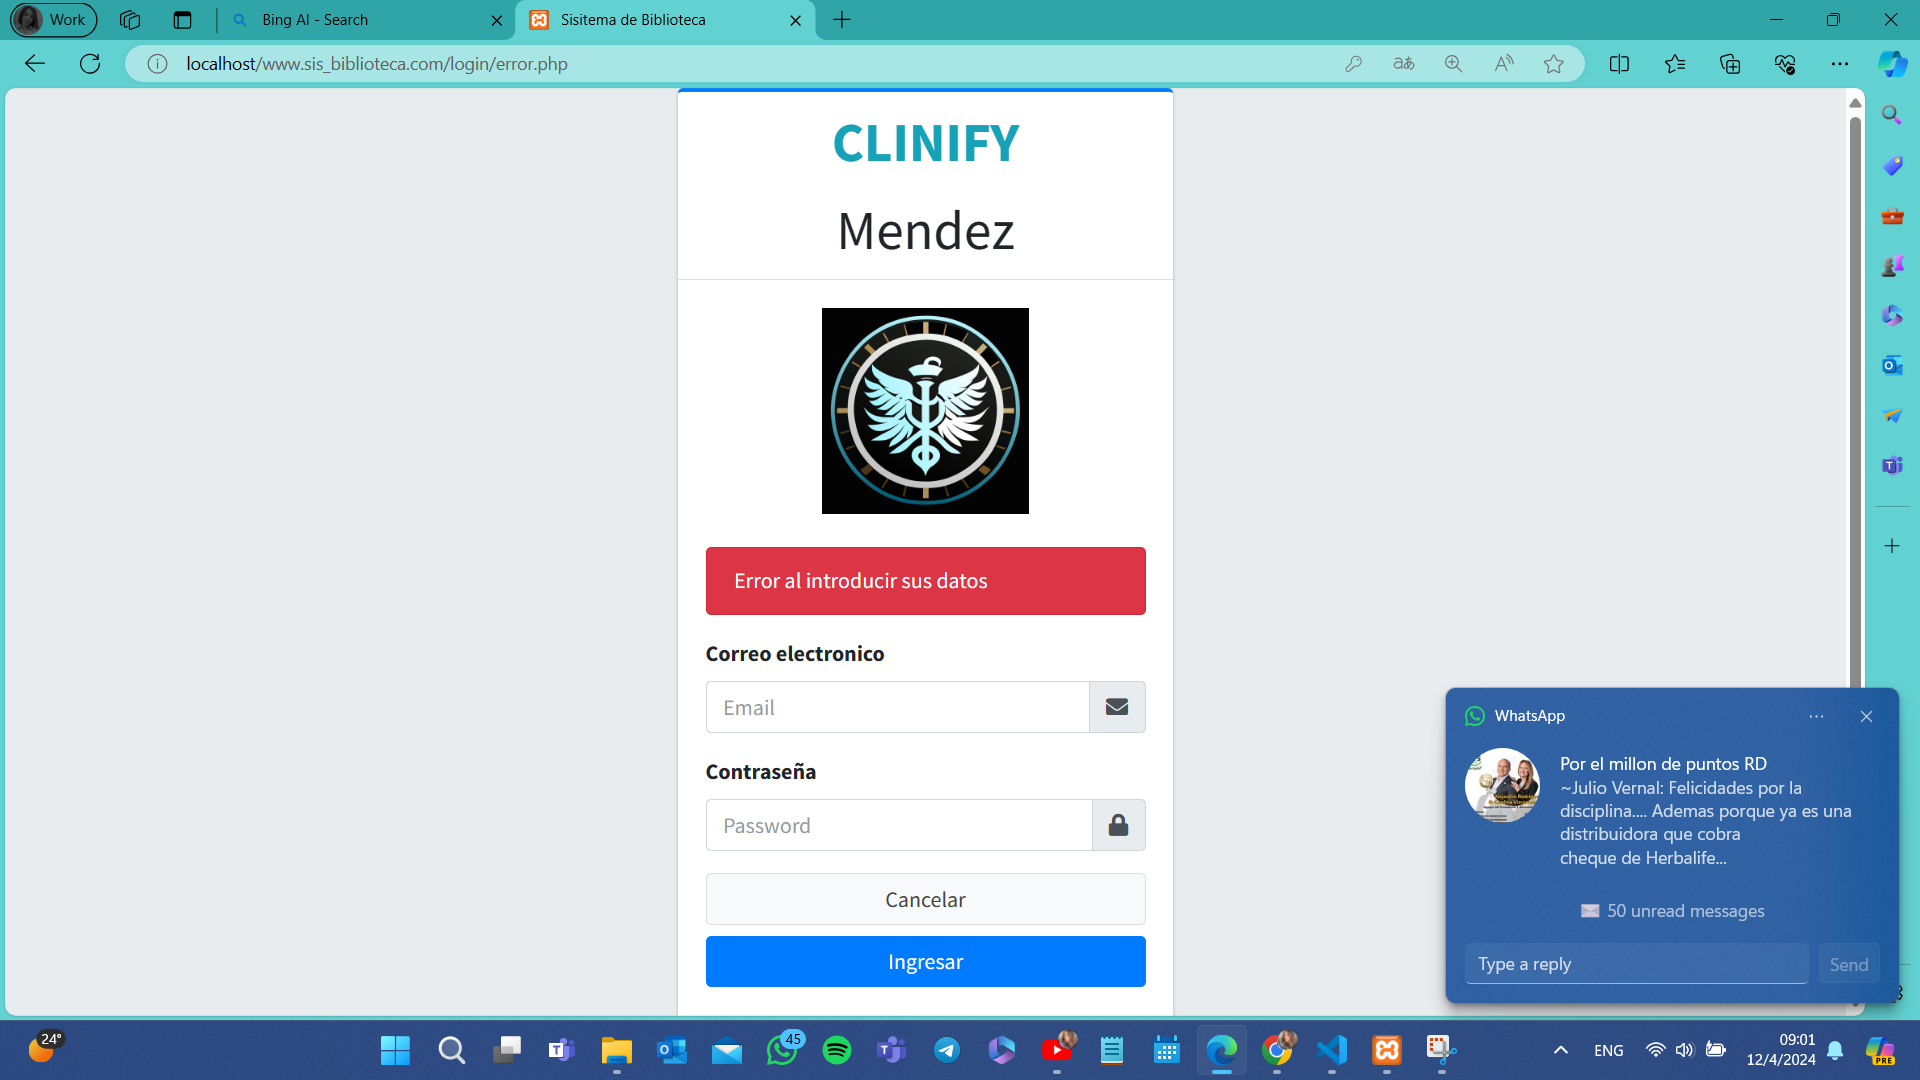 Work
Bing AI - Search
Sisitema de Biblioteca
localhost/www.sis_biblioteca.com/login/error.php
aあ
CLINIFY
Mendez
Error al introducir sus datos
Correo electronico
Email
Contraseña
Password
Cancelar
Ingresar
WhatsApp
Por el millon de puntos RD
~Julio Vernal: Felicidades por la
disciplina.... Ademas porque ya es una
distribuidora que cobra
cheque de Herbalife...
50 unread messages
Type a reply
Send
24°
45
ENG
09:01
12/4/2024
PRE